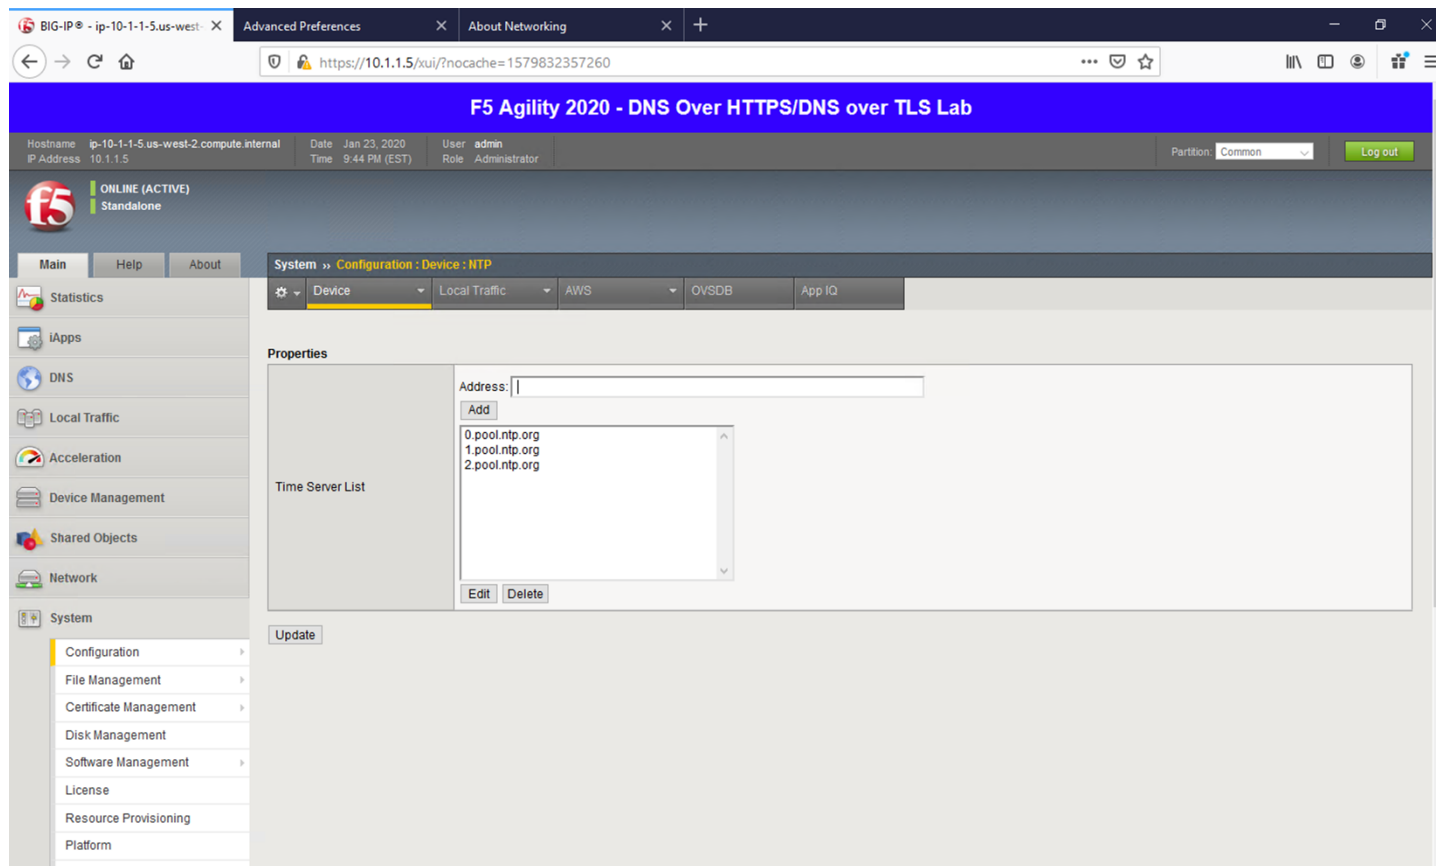 BIG-IP® - ip-10-1-1-5.us-west-
Advanced Preferences
About Networking
https://10.1.1.5/xui/?nocache=1579832357260
F5 Agility 2020 - DNS Over HTTPS/DNS over TLS Lab
Hostname ip-10-1-1-5.us-west-2.compute.internal Date Jan 23, 2020 User admin
IP Address 10.1.1.5 Time 9:44 PM (EST) Role Administrator
Partition: Common Log out
f5
ONLINE (ACTIVE)
Standalone
Main Help About
System ›› Configuration : Device : NTP
Device Local Traffic AWS OVSDB App IQ
Statistics
iApps
DNS
Local Traffic
Acceleration
Device Management
Shared Objects
Network
System
Configuration
File Management
Certificate Management
Disk Management
Software Management
License
Resource Provisioning
Platform
Properties
Time Server List
Address:
Add
0.pool.ntp.org
1.pool.ntp.org
2.pool.ntp.org
Edit Delete
Update